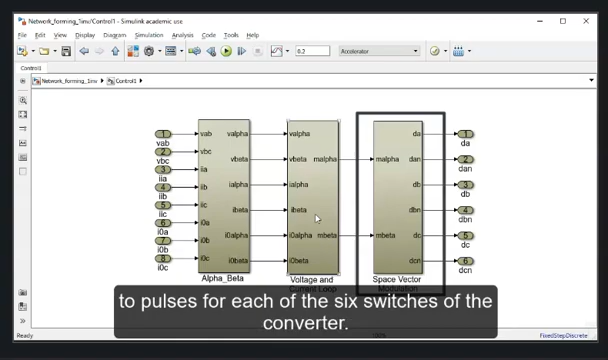 Network_forming_1inv/Control1 * - Simulink academic use
File Edit View Display Diagram Simulation Analysis Code Tools Help
0.2
Accelerator
Control1
Network_forming_1inv
Control1
1
vab
2
vbc
3
iia
4
iib
5
iic
6
i0a
7
i0b
8
i0c
vab
vbc
iia
iib
iic
i0a
i0b
i0c
valpha
vbeta
ialpha
ibeta
i0alpha
i0beta
Alpha_Beta
valpha
vbeta
ialpha
ibeta
i0alpha
i0beta
malpha
mbeta
Voltage and
Current Loop
malpha
mbeta
da
dan
db
dbn
dc
dcn
Space Vector
Modulation
1
da
2
dan
3
db
4
dbn
5
dc
6
dcn
to pulses for each of the six switches of the
converter.
Ready
FixedStepDiscrete